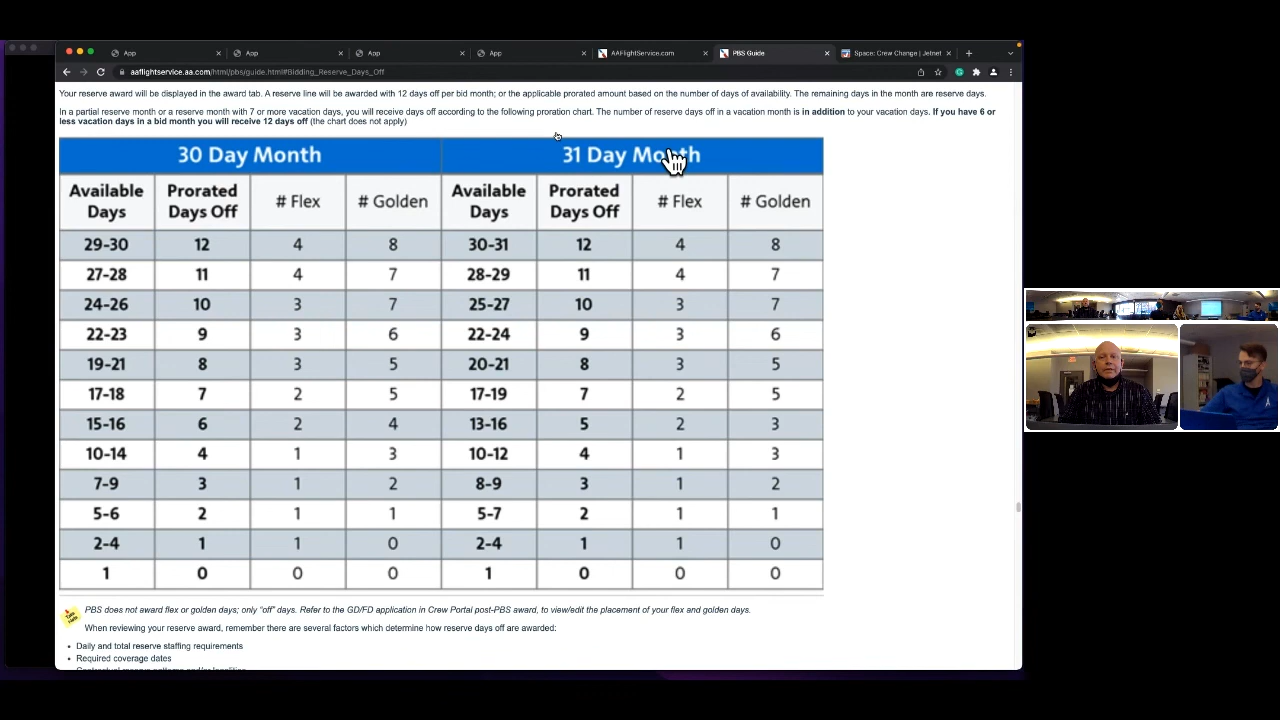 App
App
App
App
AAFlightService.com
PBS Guide
Space: Crew Change | Jetnet
aaflightservice.aa.com/html/pbs/guide.html#Bidding_Reserve_Days_Off
Your reserve award will be displayed in the award tab. A reserve line will be awarded with 12 days off per bid month; or the applicable prorated amount based on the number of days of availability. The remaining days in the month are reserve days.
In a partial reserve month or a reserve month with 7 or more vacation days, you will receive days off according to the following proration chart. The number of reserve days off in a vacation month is in addition to your vacation days. If you have 6 or
less vacation days in a bid month you will receive 12 days off (the chart does not apply)
30 Day Month 31 Day Month
Available Days Prorated Days Off # Flex # Golden Available Days Prorated Days Off # Flex # Golden
29-30 12 4 8 30-31 12 4 8
27-28 11 4 7 28-29 11 4 7
24-26 10 3 7 25-27 10 3 7
22-23 9 3 6 22-24 9 3 6
19-21 8 3 5 20-21 8 3 5
17-18 7 2 5 17-19 7 2 5
15-16 6 2 4 13-16 5 2 3
10-14 4 1 3 10-12 4 1 3
7-9 3 1 2 8-9 3 1 2
5-6 2 1 1 5-7 2 1 1
2-4 1 1 0 2-4 1 1 0
1 0 0 0 1 0 0 0
PBS does not award flex or golden days; only "off" days. Refer to the GD/FD application in Crew Portal post-PBS award, to view/edit the placement of your flex and golden days.
When reviewing your reserve award, remember there are several factors which determine how reserve days off are awarded:
Daily and total reserve staffing requirements
Required coverage dates